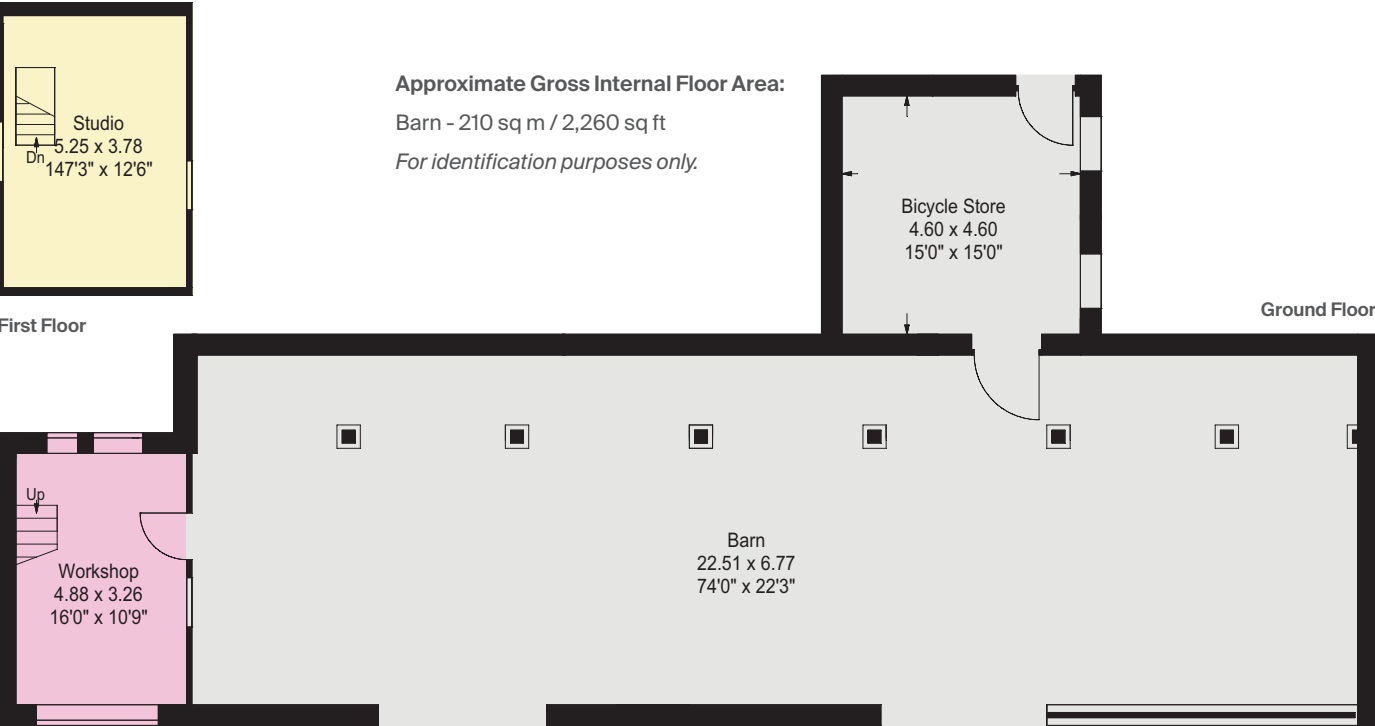 Approximate Gross Internal Floor Area:
Barn - 210 sq m / 2,260 sq ft
For identification purposes only.
Studio
5.25 x 3.78
147'3" x 12'6"
Dn
First Floor
Bicycle Store
4.60 x 4.60
15'0" x 15'0"
Ground Floor
Up
Workshop
4.88 x 3.26
16'0" x 10'9"
Barn
22.51 x 6.77
74'0" x 22'3"